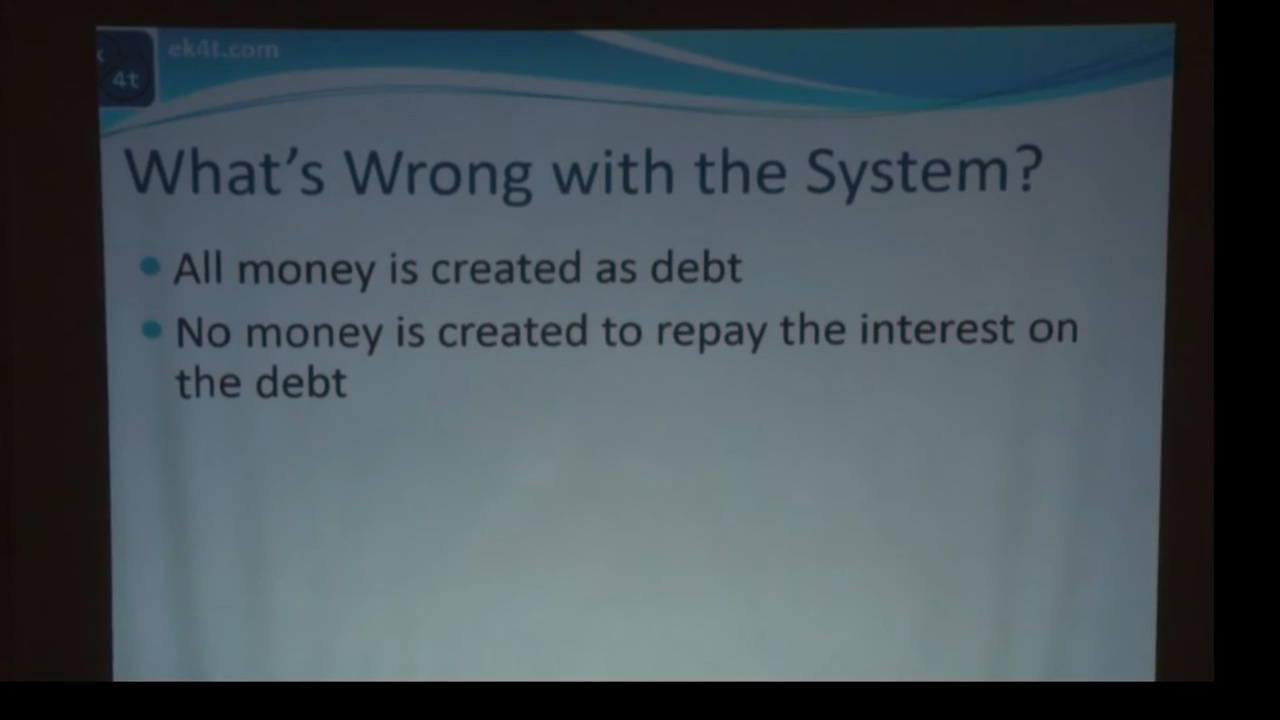 ek4t.com
4t
What's Wrong with the System?
All money is created as debt
No money is created to repay the interest on
the debt